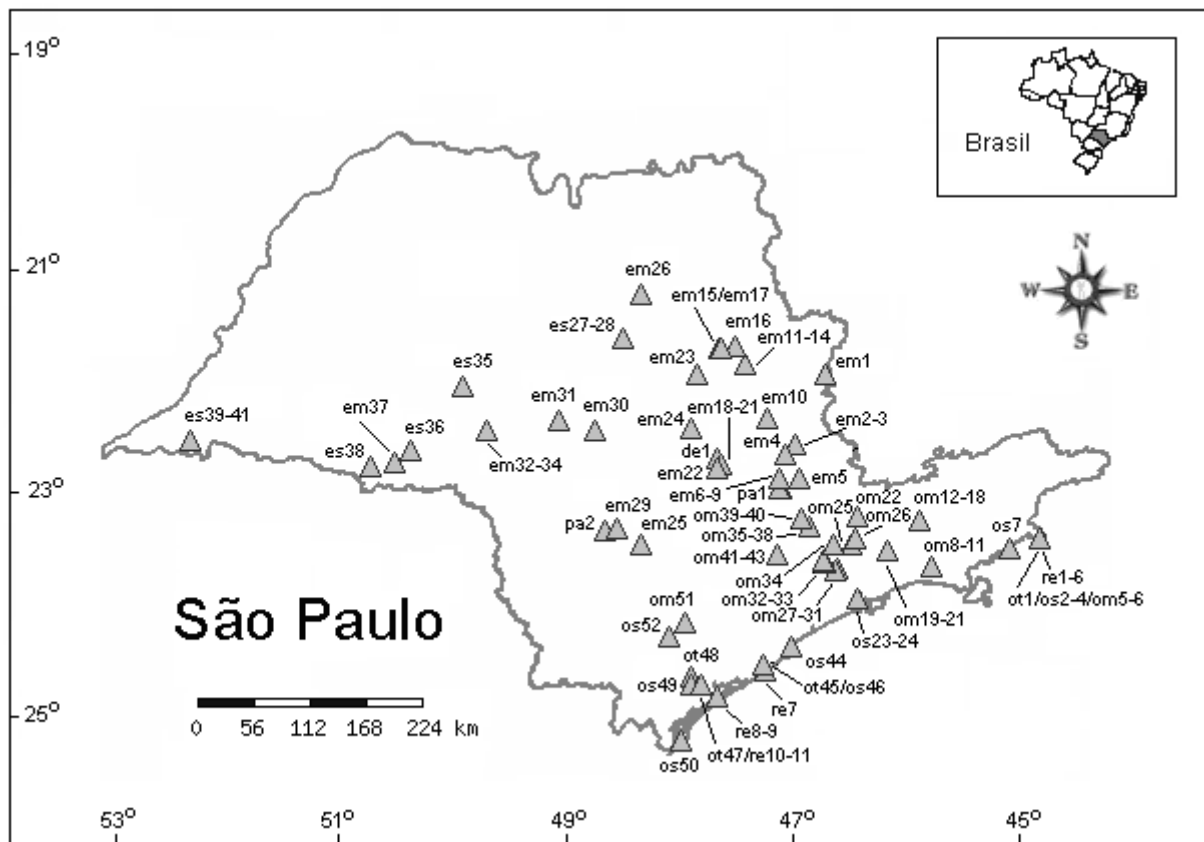 19°
Brasil
N
W E
S
21°
em26
em15/em17
em16
es27-28
em11-14
em23
em1
es35
em31
em30
em10
em18-21
em24
em2-3
es39-41
em37
es36
em4
de1
es38
em32-34
em22
em5
23°
em6-9
pa1
om25
om22
om12-18
em29
om39-40
om26
pa2
em25
om35-38
os7
om41-43
om8-11
om34
re1-6
om32-33
ot1/os2-4/om5-6
São Paulo
om27-31
om51
om19-21
os52
os23-24
ot48
os44
os49
ot45/os46
re7
25°
0 56 112 168 224 km
re8-9
ot47/re10-11
os50
53° 51° 49° 47° 45°